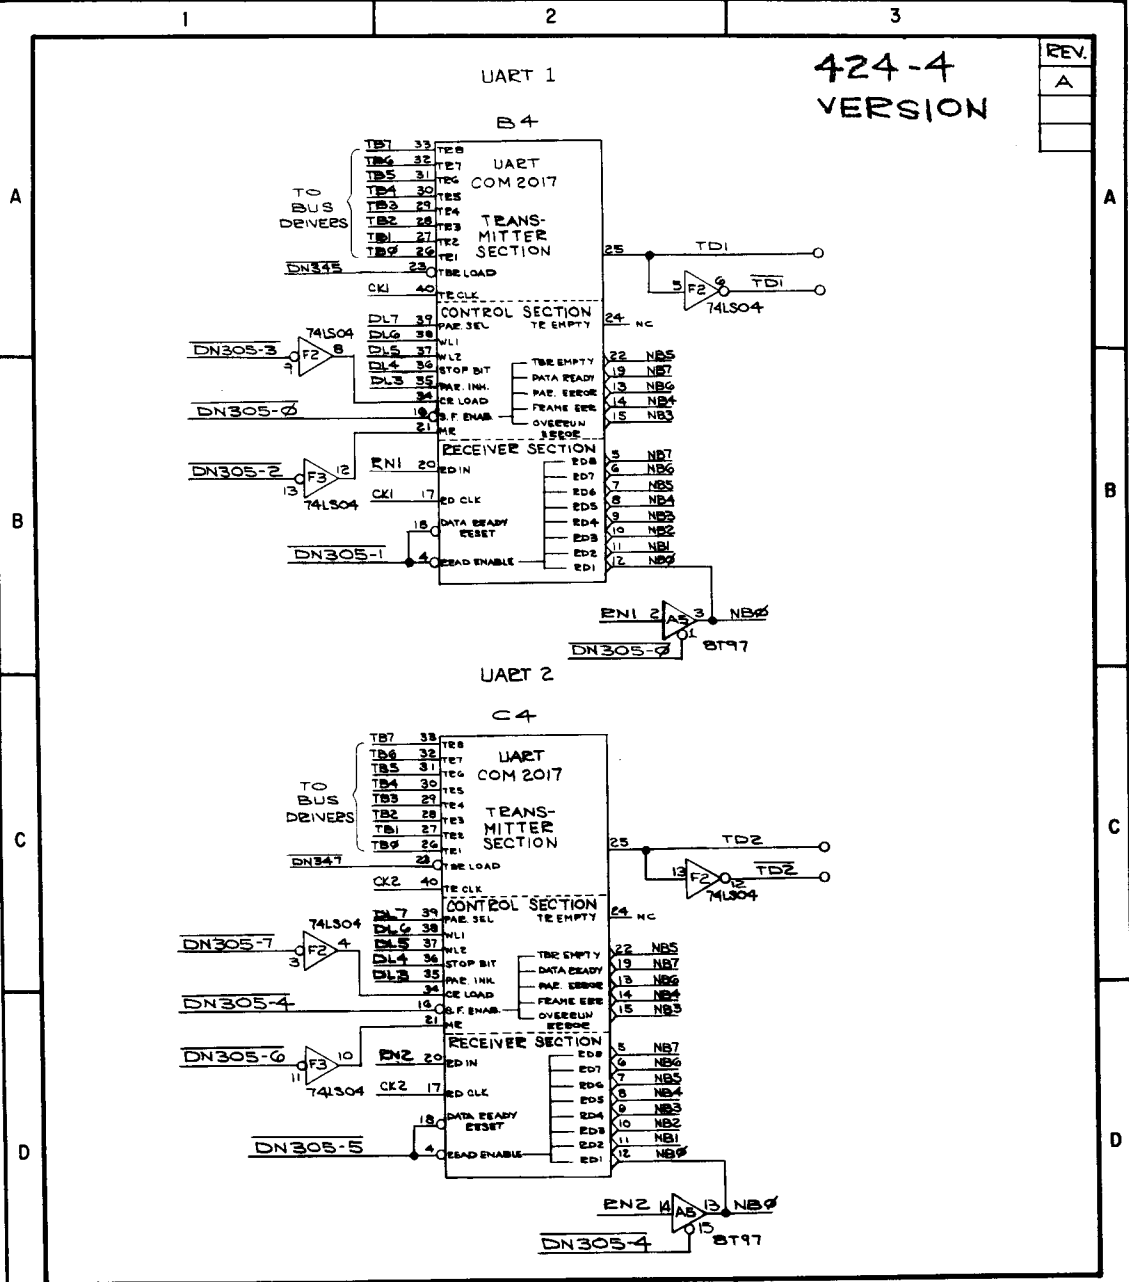 1 2 3
424-4
VERSION
REV.
A
A
A
B
B
C
C
D
D
UART 1
B4
UART
COM 2017
TRANS-
MITTER
SECTION
TO
BUS
DRIVERS
TB7 33 TR8
TB6 32 TR7
TB5 31 TR6
TB4 30 TR5
TB3 29 TR4
TB2 28 TR3
TB1 27 TR2
TBØ 26 TR1
DN345 23 TBR LOAD
CK1 40 TR CLK
25 TD1
5 F2 6 TD1
74LS04
CONTROL SECTION
DL7 39 PAR. SEL
TR EMPTY 24 NC
DL6 38 WL1
DL5 37 WL2
DL4 36 STOP BIT
DL3 35 PAR. INH.
34 CR LOAD
16 S.F. ENAB.
21 MR
74LS04
DN305-3 9 F2 8
DN305-Ø
DN305-2 13 F3 12
74LS04
TBR EMPTY 22 NB5
DATA READY 19 NB7
PAR. ERROR 13 NB6
FRAME ERR 14 NB4
OVERRUN
ERROR
15 NB3
RECEIVER SECTION
RN1 20 RD IN
CK1 17 RD CLK
18 DATA READY
RESET
DN305-1 4 READ ENABLE
RD8 5 NB7
RD7 6 NB6
RD6 7 NB5
RD5 8 NB4
RD4 9 NB3
RD3 10 NB2
RD2 11 NB1
RD1 12 NBØ
RN1 2 A5 3 NBØ
1
8T97
DN305-Ø
UART 2
C4
UART
COM 2017
TRANS-
MITTER
SECTION
TO
BUS
DRIVERS
TB7 33 TR8
TB6 32 TR7
TB5 31 TR6
TB4 30 TR5
TB3 29 TR4
TB2 28 TR3
TB1 27 TR2
TBØ 26 TR1
DN347 23 TBR LOAD
CK2 40 TR CLK
25 TD2
13 F2 12 TD2
74LS04
CONTROL SECTION
DL7 39 PAR. SEL
TR EMPTY 24 NC
DL6 38 WL1
DL5 37 WL2
DL4 36 STOP BIT
DL3 35 PAR. INH.
34 CR LOAD
16 S.F. ENAB.
21 MR
74LS04
DN305-7 3 F2 4
DN305-4
DN305-6 11 F3 10
74LS04
TBR EMPTY 22 NB5
DATA READY 19 NB7
PAR. ERROR 13 NB6
FRAME ERR 14 NB4
OVERRUN
ERROR
15 NB3
RECEIVER SECTION
RN2 20 RD IN
CK2 17 RD CLK
18 DATA READY
RESET
DN305-5 4 READ ENABLE
RD8 5 NB7
RD7 6 NB6
RD6 7 NB5
RD5 8 NB4
RD4 9 NB3
RD3 10 NB2
RD2 11 NB1
RD1 12 NBØ
RN2 14 A5 13 NBØ
15
8T97
DN305-4